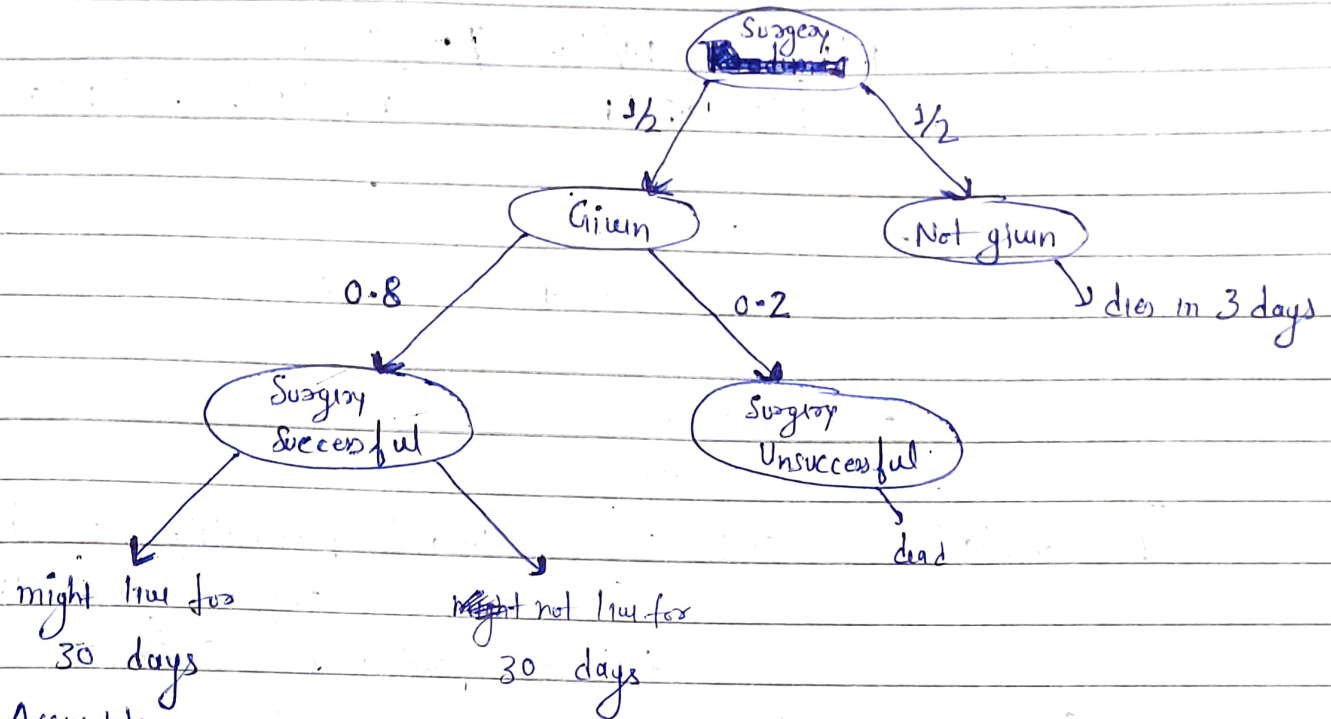 Surgery
1/2
1/2
Given
Not given
0.8
0.2
dies in 3 days
Surgery
Successful
Surgery
Unsuccessful
dead
might live for
30 days
not live for
30 days